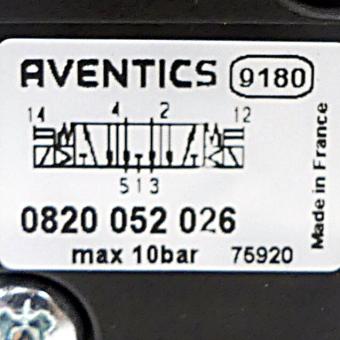 AVENTICS 9180
14 4 2 12
5 1 3
0820 052 026
max 10bar 75920
Made in France